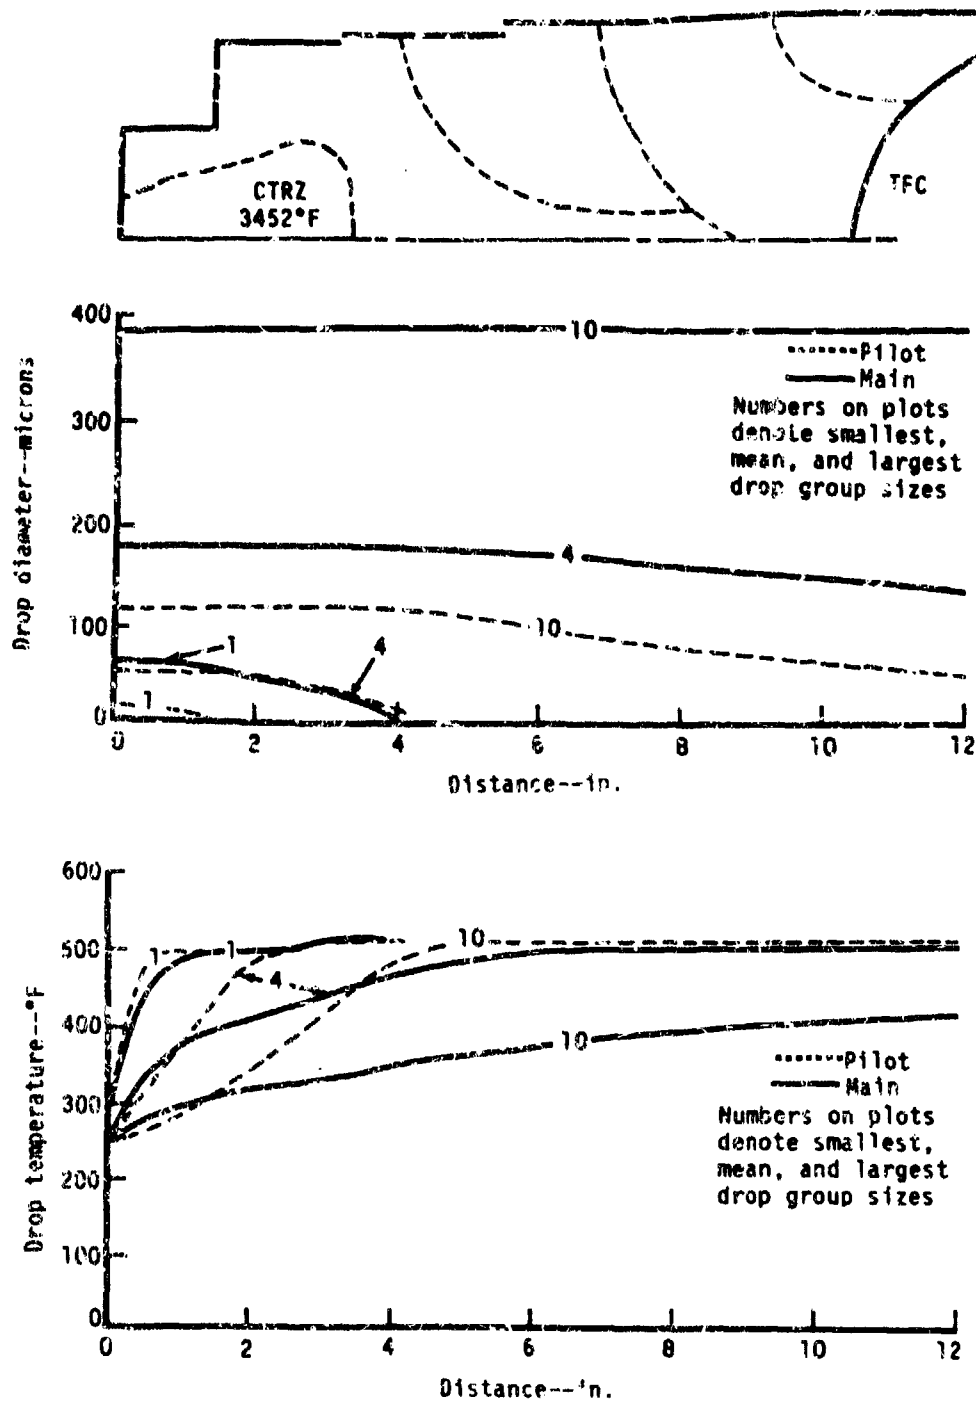 CTRZ
3452°F
TFC
Drop diameter--microns
400
300
200
100
0
10
4
10
1
4
1
Pilot
Main
Numbers on plots
denote smallest,
mean, and largest
drop group sizes
0 2 4 6 8 10 12
Distance--in.
Drop temperature--°F
600
500
400
300
200
100
0
1 1 10
4
10
Pilot
Main
Numbers on plots
denote smallest,
mean, and largest
drop group sizes
0 2 4 6 8 10 12
Distance--in.